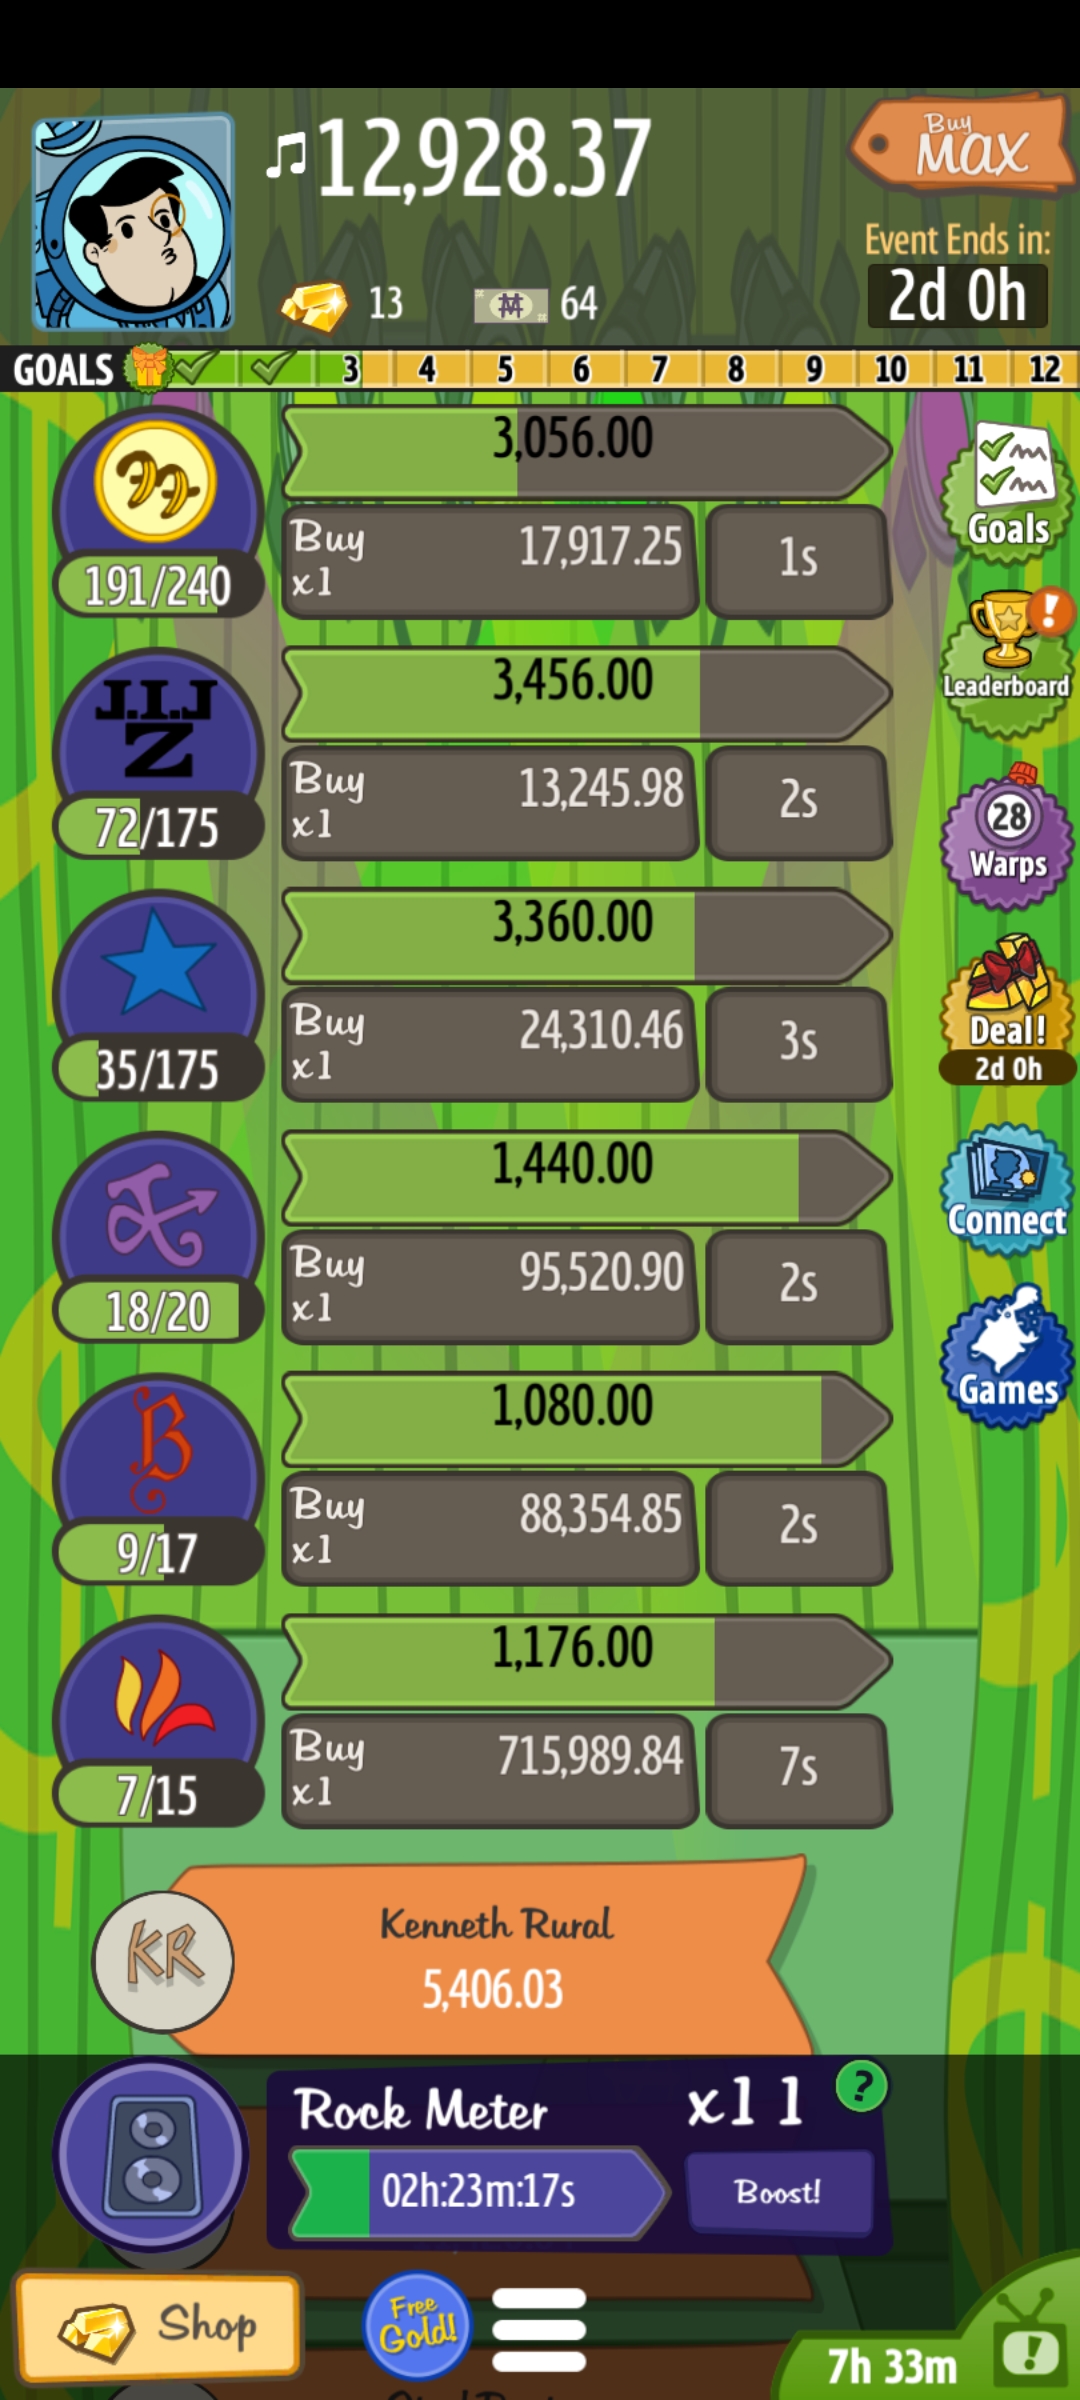 12,928.37
Buy
MAX
Event Ends in:
2d 0h
13
64
GOALS 3 4 5 6 7 8 9 10 11 12
3,056.00
191/240
Buy
x1
17,917.25
1s
Goals
J.I.J
Z
72/175
3,456.00
Buy
x1
13,245.98
2s
Leaderboard
28
Warps
35/175
3,360.00
Buy
x1
24,310.46
3s
Deal!
2d 0h
18/20
1,440.00
Buy
x1
95,520.90
2s
Connect
B
9/17
1,080.00
Buy
x1
88,354.85
2s
Games
7/15
1,176.00
Buy
x1
715,989.84
7s
KR
Kenneth Rural
5,406.03
Rock Meter
x11
?
02h:23m:17s
Boost!
Shop
Free
Gold!
7h 33m